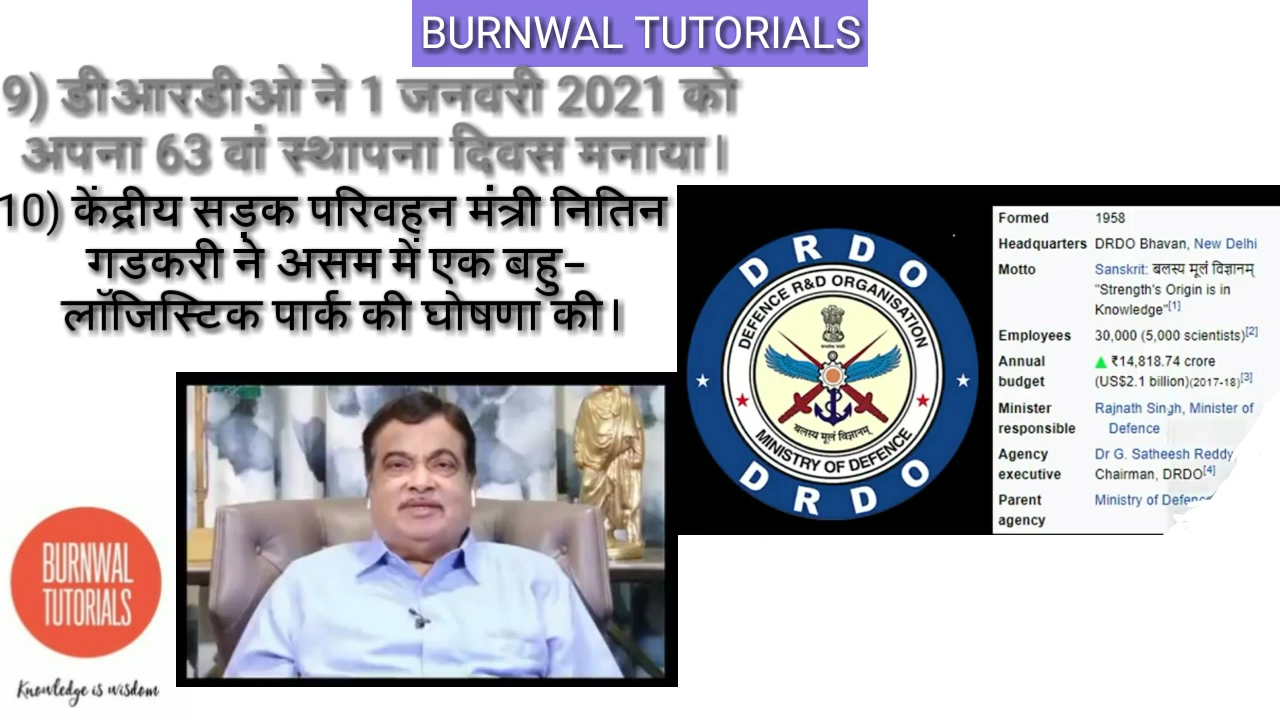 BURNWAL TUTORIALS
9) डीआरडीओ ने 1 जनवरी 2021 को
अपना 63 वां स्थापना दिवस मनाया।
10) केंद्रीय सड़क परिवहन मंत्री नितिन
गडकरी ने असम में एक बहु-
लॉजिस्टिक पार्क की घोषणा की।
DRDO
DEFENCE R&D ORGANISATION
बलस्य मूलं विज्ञानम्
MINISTRY OF DEFENCE
DRDO
Formed 1958
Headquarters DRDO Bhavan, New Delhi
Motto Sanskrit: बलस्य मूलं विज्ञानम्
"Strength's Origin is in
Knowledge"[1]
Employees 30,000 (5,000 scientists)[2]
Annual ▲ ₹14,818.74 crore
budget (US$2.1 billion)(2017-18)[3]
Minister Rajnath Singh, Minister of
responsible Defence
Agency Dr G. Satheesh Reddy
executive Chairman, DRDO[4]
Parent Ministry of Defence
agency
BURNWAL
TUTORIALS
Knowledge is wisdom